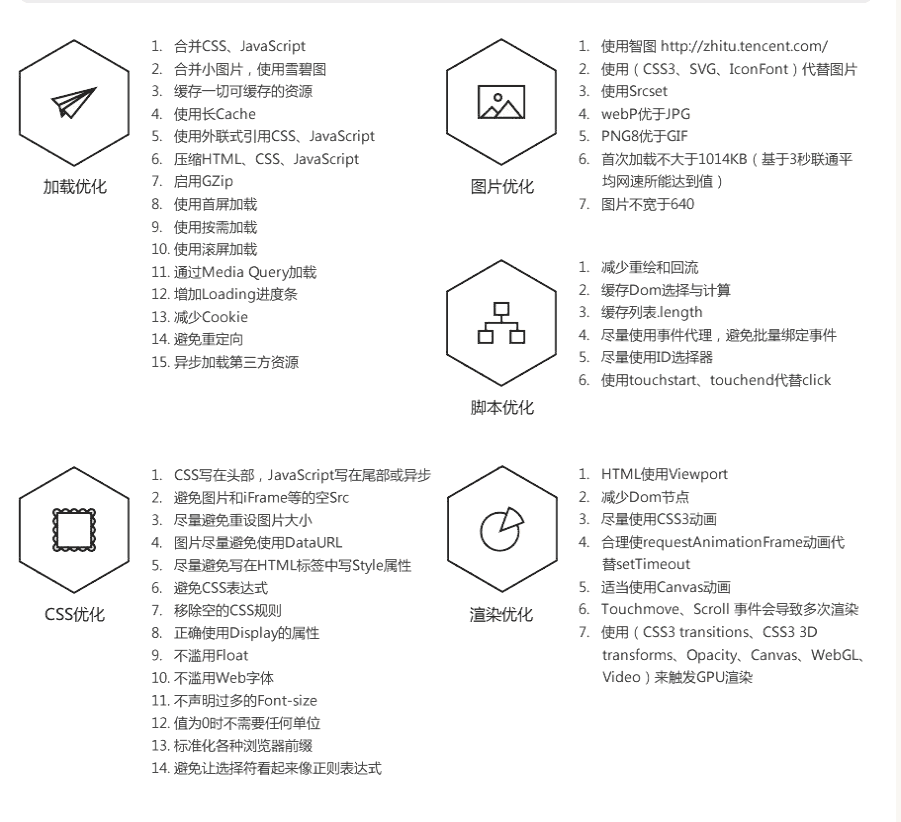 加载优化
1. 合并CSS、JavaScript
2. 合并小图片，使用雪碧图
3. 缓存一切可缓存的资源
4. 使用长Cache
5. 使用外联式引用CSS、JavaScript
6. 压缩HTML、CSS、JavaScript
7. 启用GZip
8. 使用首屏加载
9. 使用按需加载
10. 使用滚屏加载
11. 通过Media Query加载
12. 增加Loading进度条
13. 减少Cookie
14. 避免重定向
15. 异步加载第三方资源
图片优化
1. 使用智图 http://zhitu.tencent.com/
2. 使用（CSS3、SVG、IconFont）代替图片
3. 使用Srcset
4. webP优于JPG
5. PNG8优于GIF
6. 首次加载不大于1014KB（基于3秒联通平
均网速所能达到值）
7. 图片不宽于640
脚本优化
1. 减少重绘和回流
2. 缓存Dom选择与计算
3. 缓存列表.length
4. 尽量使用事件代理，避免批量绑定事件
5. 尽量使用ID选择器
6. 使用touchstart、touchend代替click
CSS优化
1. CSS写在头部，JavaScript写在尾部或异步
2. 避免图片和iFrame等的空Src
3. 尽量避免重设图片大小
4. 图片尽量避免使用DataURL
5. 尽量避免写在HTML标签中写Style属性
6. 避免CSS表达式
7. 移除空的CSS规则
8. 正确使用Display的属性
9. 不滥用Float
10. 不滥用Web字体
11. 不声明过多的Font-size
12. 值为0时不需要任何单位
13. 标准化各种浏览器前缀
14. 避免让选择符看起来像正则表达式
渲染优化
1. HTML使用Viewport
2. 减少Dom节点
3. 尽量使用CSS3动画
4. 合理使requestAnimationFrame动画代
替setTimeout
5. 适当使用Canvas动画
6. Touchmove、Scroll 事件会导致多次渲染
7. 使用（CSS3 transitions、CSS3 3D
transforms、Opacity、Canvas、WebGL、
Video）来触发GPU渲染